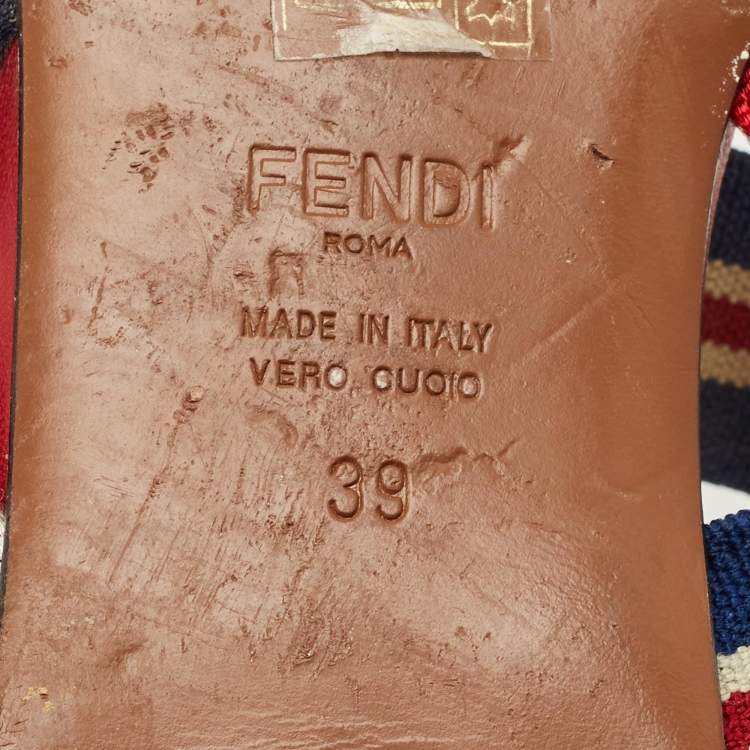 FENDI
ROMA
MADE IN ITALY
VERO CUOIO
39